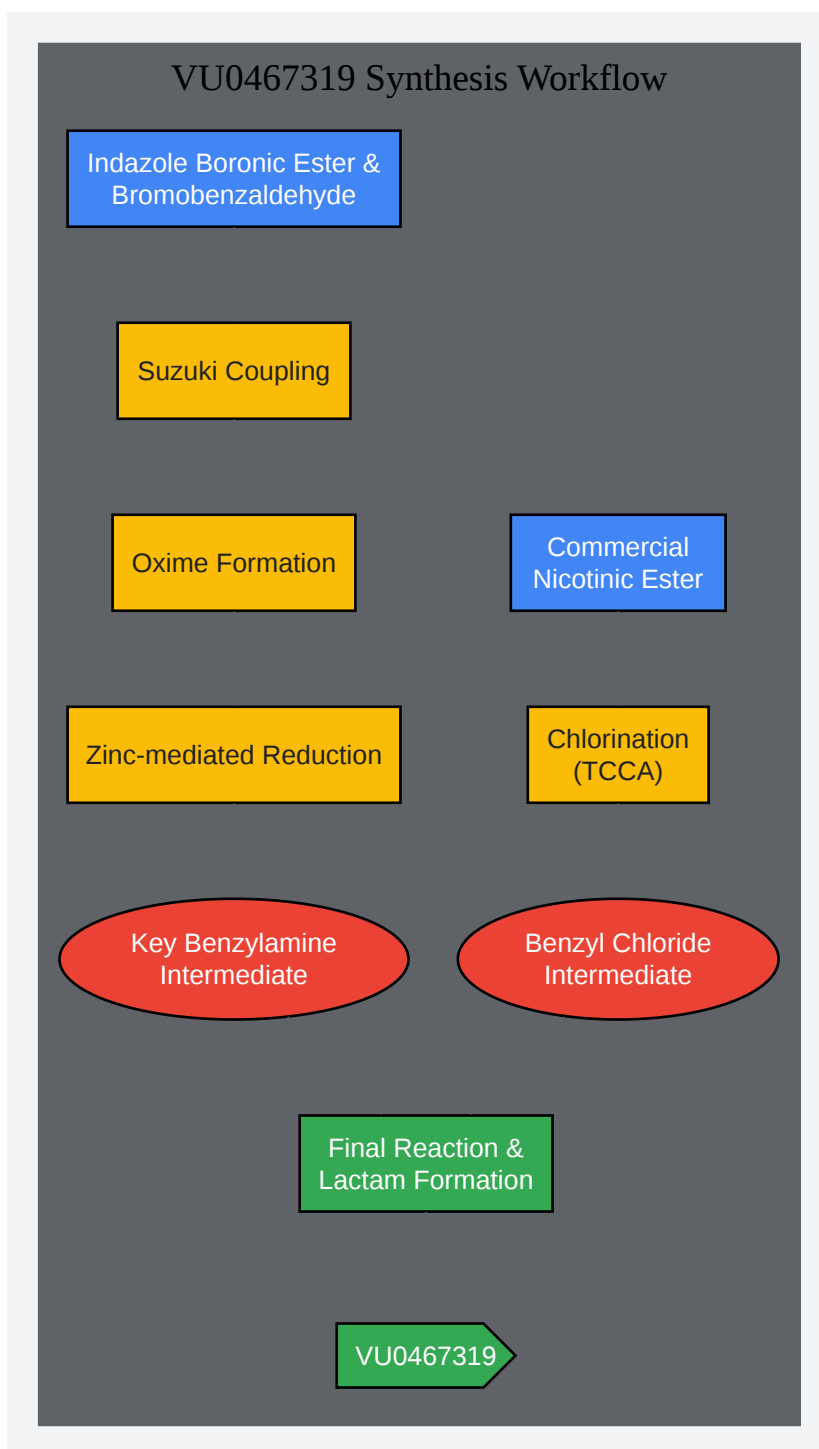 VU0467319 Synthesis Workflow
Indazole Boronic Ester &
Bromobenzaldehyde
Suzuki Coupling
Oxime Formation
Commercial
Nicotinic Ester
Zinc-mediated Reduction
Chlorination
(TCCA)
Key Benzylamine
Intermediate
Benzyl Chloride
Intermediate
Final Reaction &
Lactam Formation
VU0467319